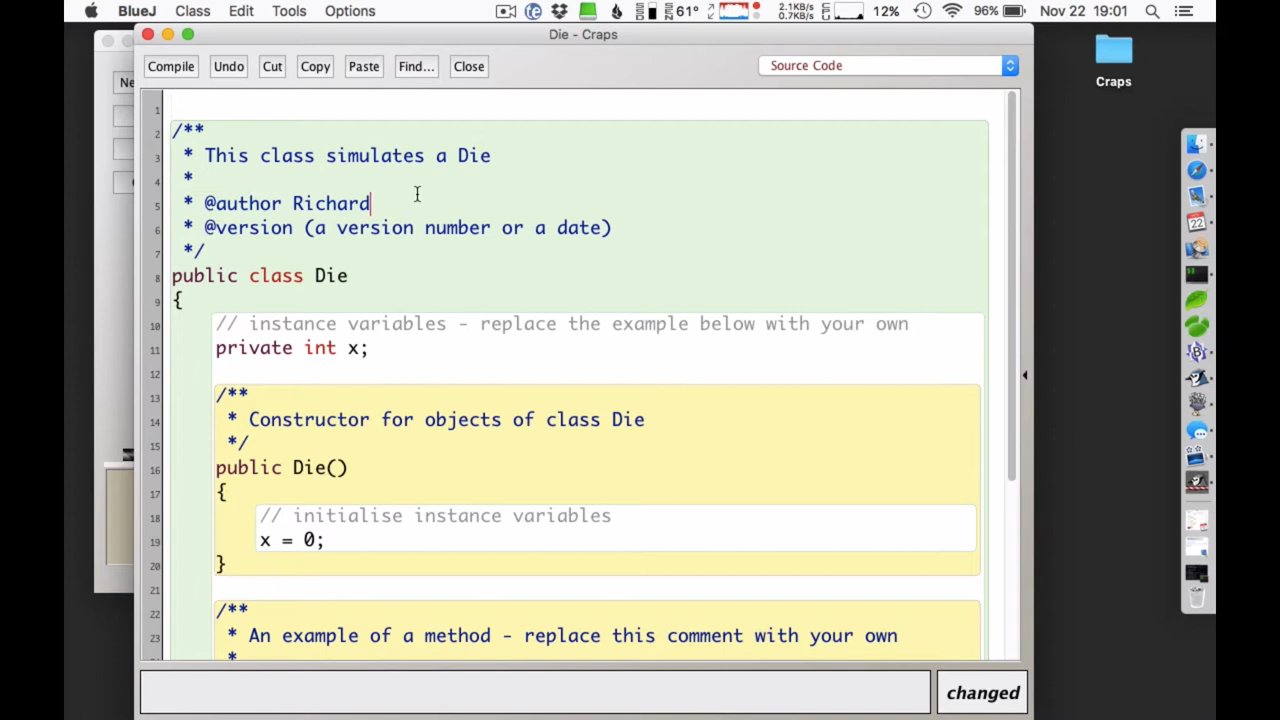 BlueJ Class Edit Tools Options 61° 2.1KB/s 0.7KB/s 12% 96% Nov 22 19:01
Die - Craps
Compile Undo Cut Copy Paste Find... Close Source Code
Craps
Ne
1
2 /**
3 * This class simulates a Die
4 *
5 * @author Richard
6 * @version (a version number or a date)
7 */
8 public class Die
9 {
10 // instance variables - replace the example below with your own
11 private int x;
12
13 /**
14 * Constructor for objects of class Die
15 */
16 public Die()
17 {
18 // initialise instance variables
19 x = 0;
20 }
21
22 /**
23 * An example of a method - replace this comment with your own
*
changed